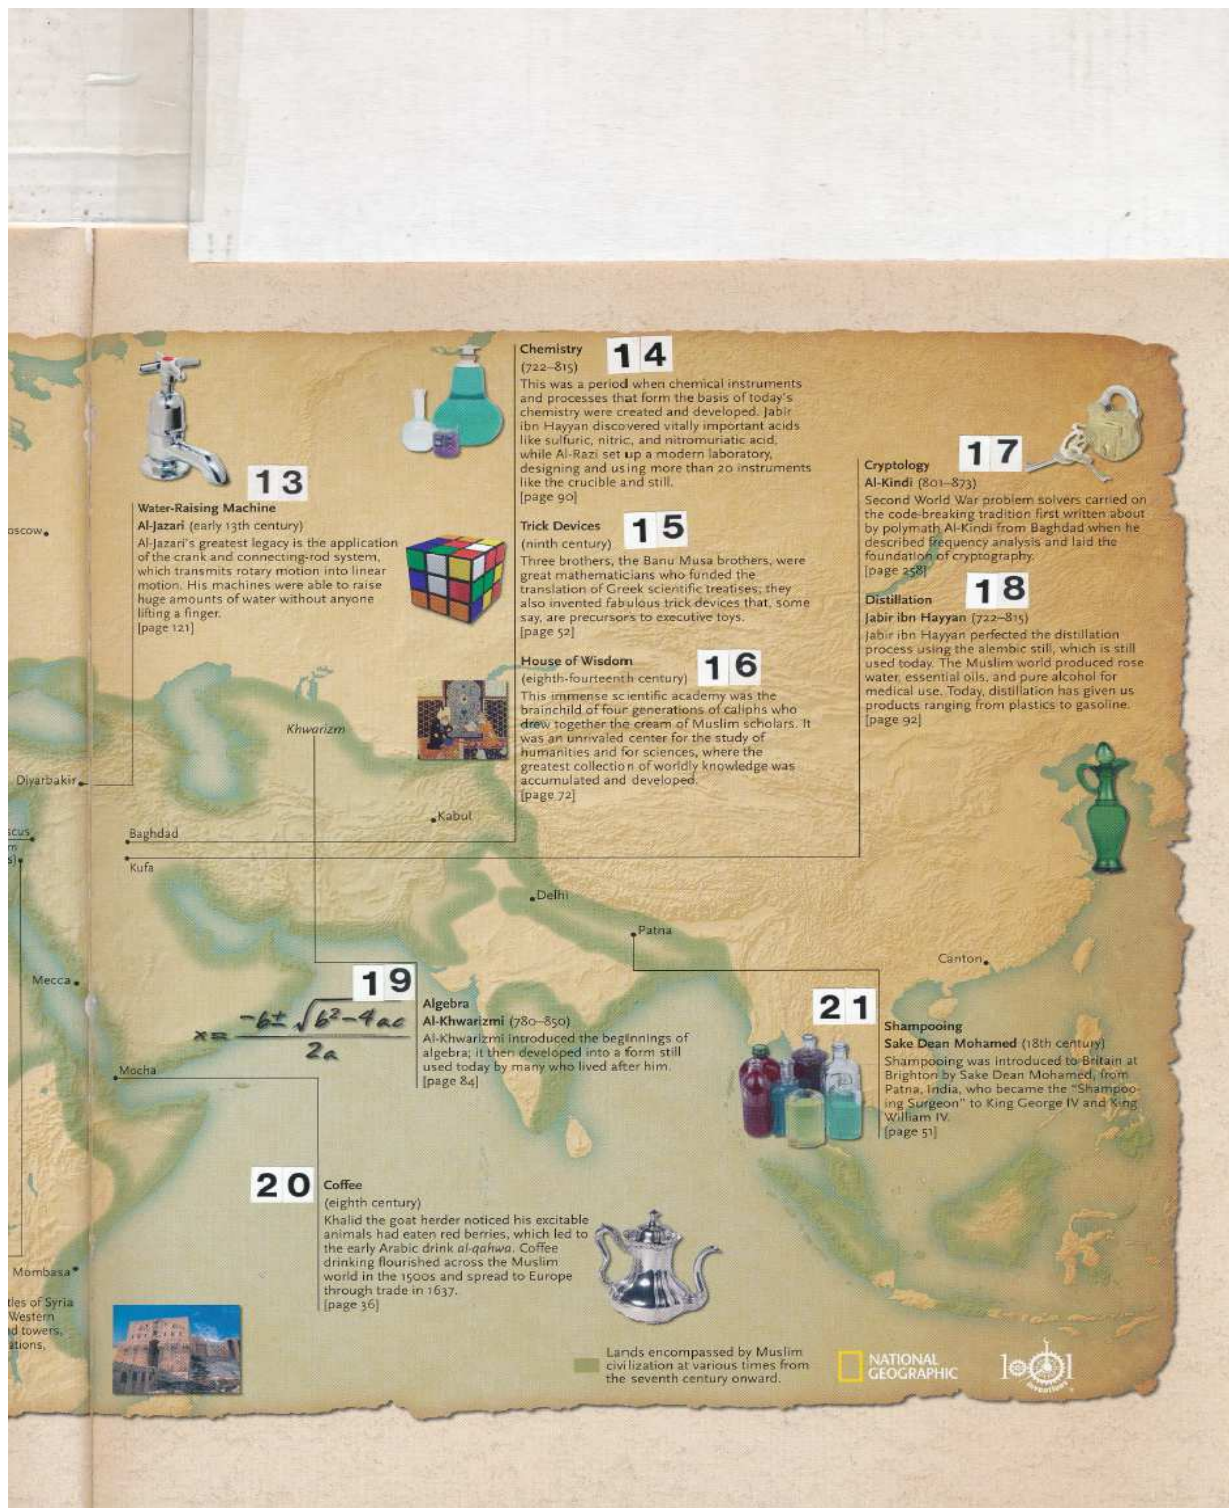 14
Chemistry
(722–815)
This was a period when chemical instruments
and processes that form the basis of today's
chemistry were created and developed. Jabir
ibn Hayyan discovered vitally important acids
like sulfuric, nitric, and nitromuriatic acid,
while Al-Razi set up a modern laboratory,
designing and using more than 20 instruments
like the crucible and still.
[page 90]
13
Water-Raising Machine
Al-Jazari (early 13th century)
Al-Jazari's greatest legacy is the application
of the crank and connecting-rod system,
which transmits rotary motion into linear
motion. His machines were able to raise
huge amounts of water without anyone
lifting a finger.
[page 121]
15
Trick Devices
(ninth century)
Three brothers, the Banu Musa brothers, were
great mathematicians who funded the
translation of Greek scientific treatises; they
also invented fabulous trick devices that, some
say, are precursors to executive toys.
[page 52]
16
House of Wisdom
(eighth-fourteenth century)
This immense scientific academy was the
brainchild of four generations of caliphs who
drew together the cream of Muslim scholars. It
was an unrivaled center for the study of
humanities and for sciences, where the
greatest collection of worldly knowledge was
accumulated and developed.
[page 72]
17
Cryptology
Al-Kindi (801–873)
Second World War problem solvers carried on
the code-breaking tradition first written about
by polymath Al-Kindi from Baghdad when he
described frequency analysis and laid the
foundation of cryptography.
[page 258]
18
Distillation
Jabir ibn Hayyan (722–815)
Jabir ibn Hayyan perfected the distillation
process using the alembic still, which is still
used today. The Muslim world produced rose
water, essential oils, and pure alcohol for
medical use. Today, distillation has given us
products ranging from plastics to gasoline.
[page 92]
oscow
Khwarizm
Diyarbakir
Kabul
scus
Baghdad
m
s)
Kufa
Delhi
Patna
Canton
Mecca
19
x= -b± √b²-4ac
2a
Algebra
Al-Khwarizmi (780–850)
Al-Khwarizmi introduced the beginnings of
algebra; it then developed into a form still
used today by many who lived after him.
[page 84]
21
Shampooing
Sake Dean Mohamed (18th century)
Shampooing was introduced to Britain at
Brighton by Sake Dean Mohamed, from
Patna, India, who became the "Shampoo-
ing Surgeon" to King George IV and King
William IV.
[page 51]
Mocha
20
Coffee
(eighth century)
Khalid the goat herder noticed his excitable
animals had eaten red berries, which led to
the early Arabic drink al-qahwa. Coffee
drinking flourished across the Muslim
world in the 1500s and spread to Europe
through trade in 1637.
[page 36]
Mombasa
tles of Syria
Western
nd towers,
ations,
Lands encompassed by Muslim
civilization at various times from
the seventh century onward.
NATIONAL
GEOGRAPHIC
1001
inventions